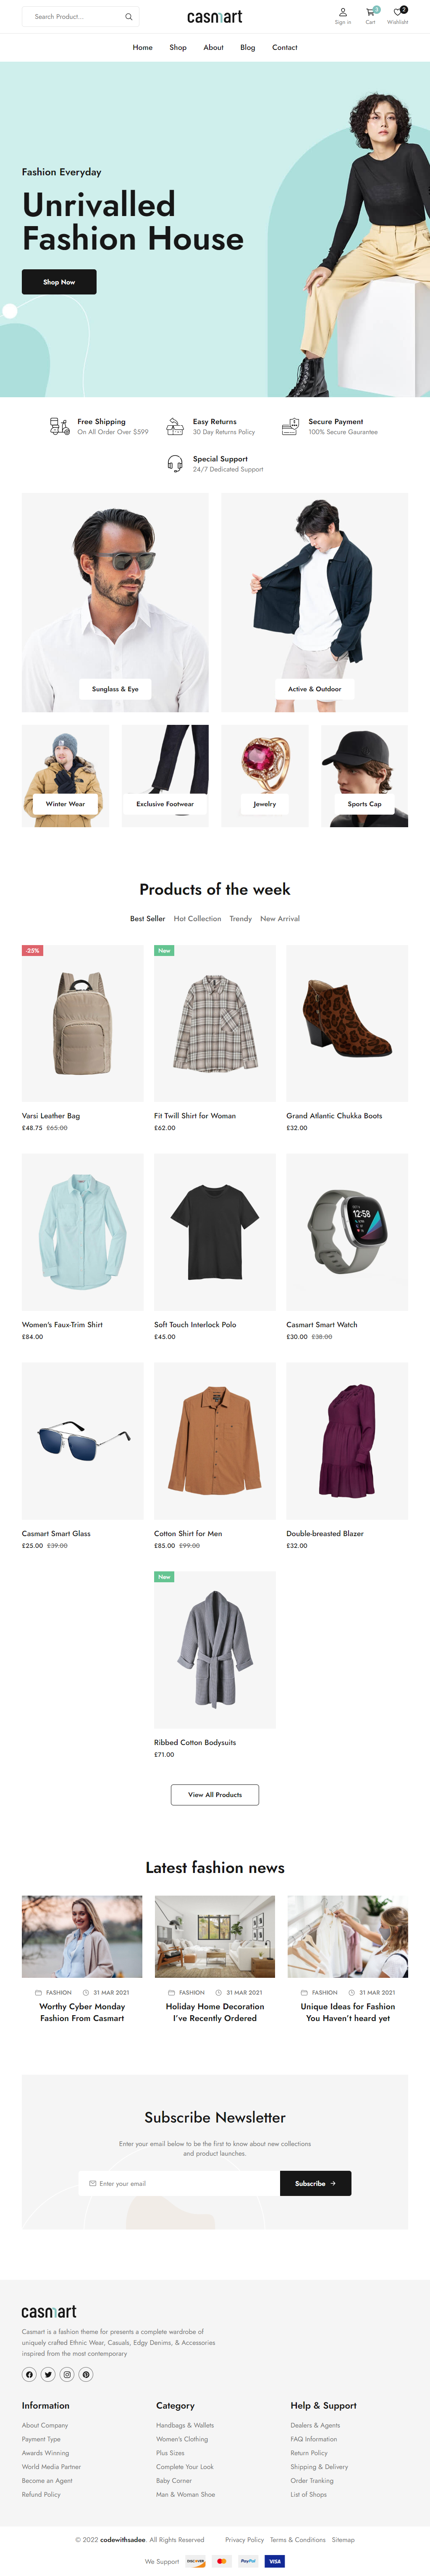 Search Product...
casmart
Sign in
3
Cart
2
Wishlisht
Home
Shop
About
Blog
Contact
Fashion Everyday
Unrivalled
Fashion House
Shop Now
Free Shipping
On All Order Over $599
Easy Returns
30 Day Returns Policy
Secure Payment
100% Secure Gaurantee
Special Support
24/7 Dedicated Support
Sunglass & Eye
Active & Outdoor
Winter Wear
Exclusive Footwear
Jewelry
Sports Cap
Products of the week
Best Seller
Hot Collection
Trendy
New Arrival
-25%
New
Varsi Leather Bag
£48.75 £65.00
Fit Twill Shirt for Woman
£62.00
Grand Atlantic Chukka Boots
£32.00
12:58
Women's Faux-Trim Shirt
£84.00
Soft Touch Interlock Polo
£45.00
Casmart Smart Watch
£30.00 £38.00
Casmart Smart Glass
£25.00 £39.00
Cotton Shirt for Men
£85.00 £99.00
Double-breasted Blazer
£32.00
New
Ribbed Cotton Bodysuits
£71.00
View All Products
Latest fashion news
FASHION 31 MAR 2021
Worthy Cyber Monday
Fashion From Casmart
FASHION 31 MAR 2021
Holiday Home Decoration
I've Recently Ordered
FASHION 31 MAR 2021
Unique Ideas for Fashion
You Haven't heard yet
Subscribe Newsletter
Enter your email below to be the first to know about new collections
and product launches.
Enter your email
Subscribe
casmart
Casmart is a fashion theme for presents a complete wardrobe of
uniquely crafted Ethnic Wear, Casuals, Edgy Denims, & Accessories
inspired from the most contemporary
Information
About Company
Payment Type
Awards Winning
World Media Partner
Become an Agent
Refund Policy
Category
Handbags & Wallets
Women's Clothing
Plus Sizes
Complete Your Look
Baby Corner
Man & Woman Shoe
Help & Support
Dealers & Agents
FAQ Information
Return Policy
Shipping & Delivery
Order Tranking
List of Shops
© 2022 codewithsadee. All Rights Reserved
Privacy Policy
Terms & Conditions
Sitemap
We Support
DISCOVER
PayPal
VISA